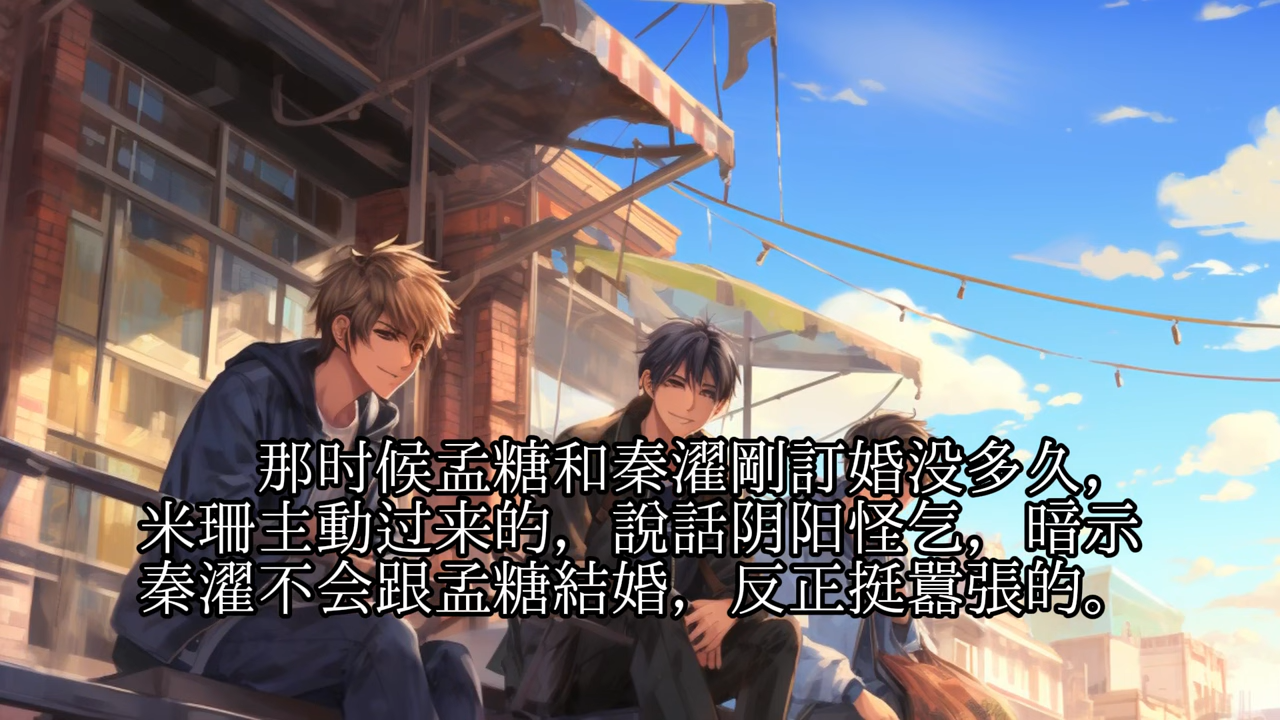 那时候孟糖和秦濯剛訂婚没多久，
米珊主動过来的，說話阴阳怪乞，暗示
秦濯不会跟孟糖結婚，反正挺囂張的。